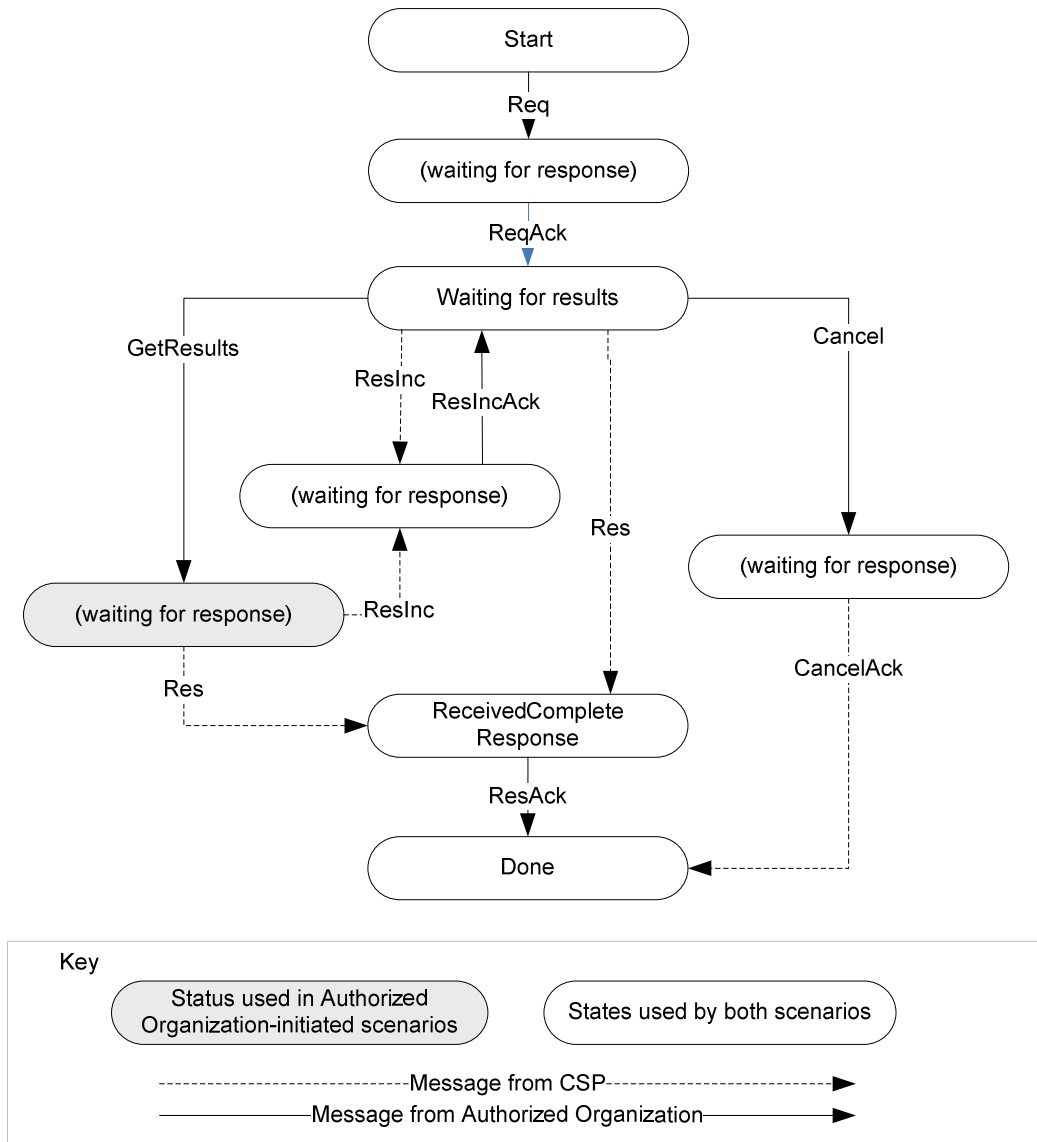 Start
Req
(waiting for response)
ReqAck
Waiting for results
GetResults
Cancel
ResInc
ResIncAck
(waiting for response)
Res
(waiting for response)
(waiting for response)
ResInc
CancelAck
Res
ReceivedComplete
Response
ResAck
Done
Key
Status used in Authorized
Organization-initiated scenarios
States used by both scenarios
Message from CSP
Message from Authorized Organization